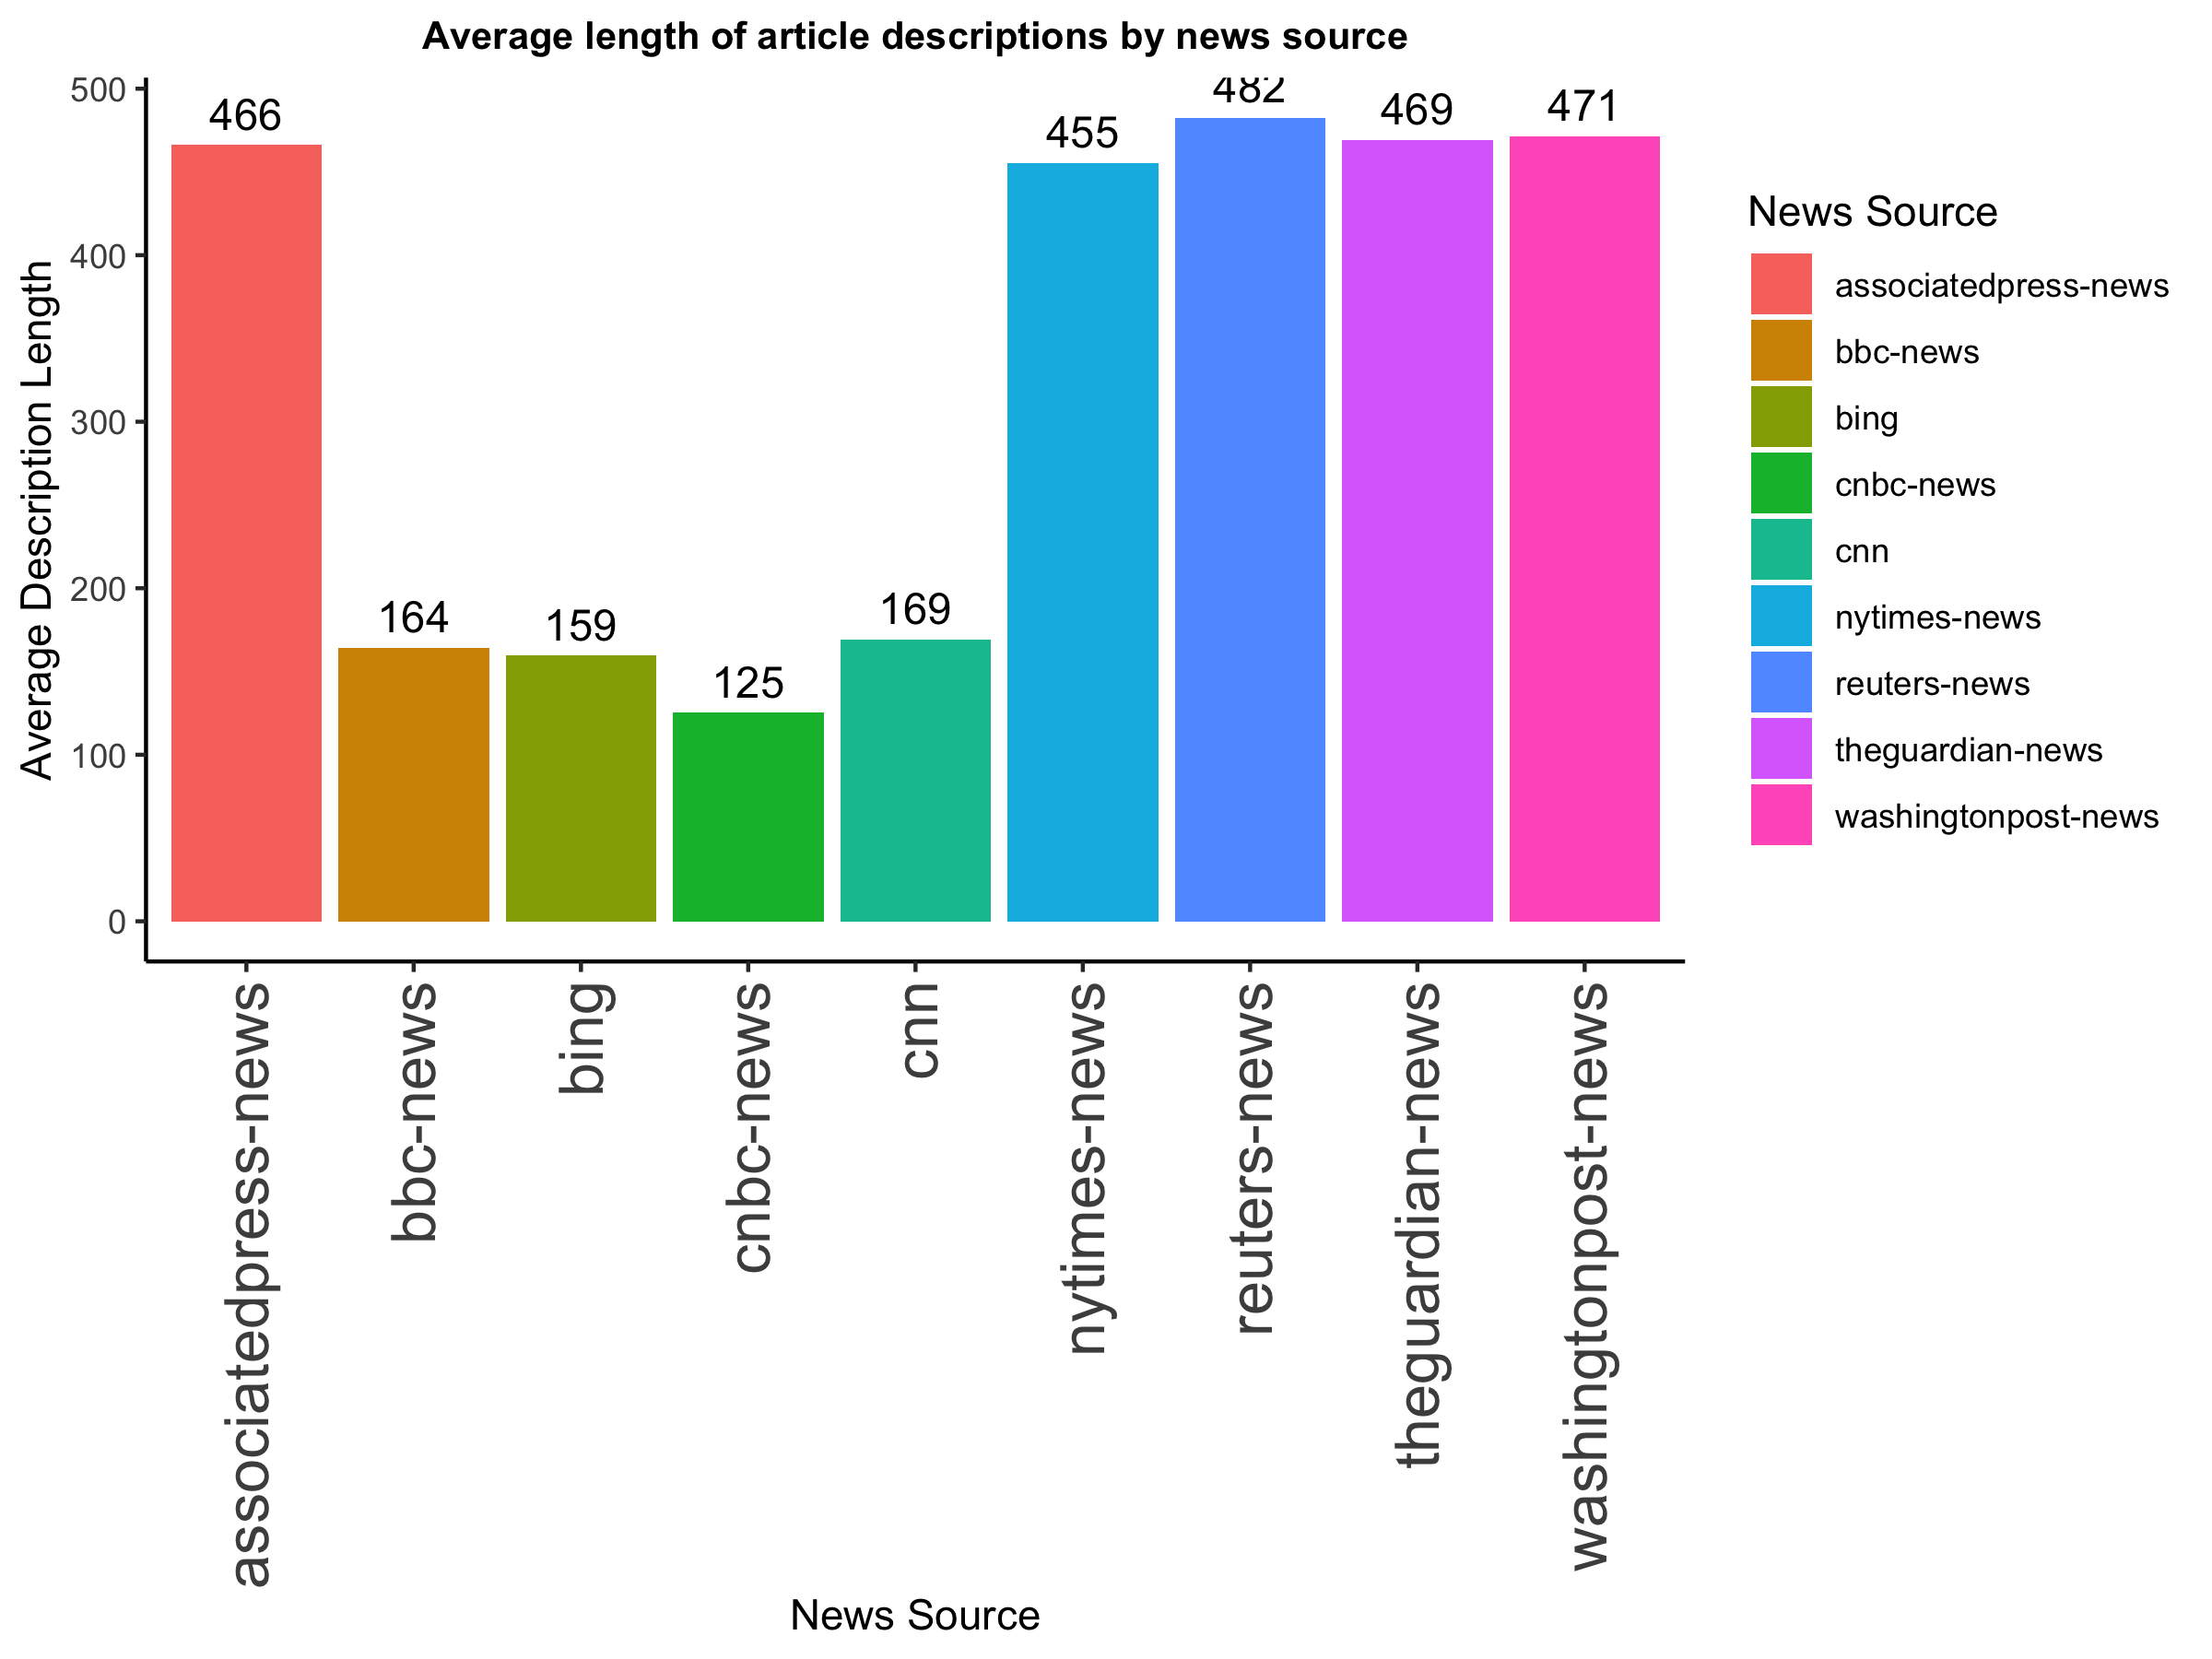 Average length of article descriptions by news source
Average Description Length
500
400
300
200
100
0
466
164
159
125
169
455
482
469
471
associatedpress-news
bbc-news
bing
cnbc-news
cnn
nytimes-news
reuters-news
theguardian-news
washingtonpost-news
News Source
News Source
associatedpress-news
bbc-news
bing
cnbc-news
cnn
nytimes-news
reuters-news
theguardian-news
washingtonpost-news